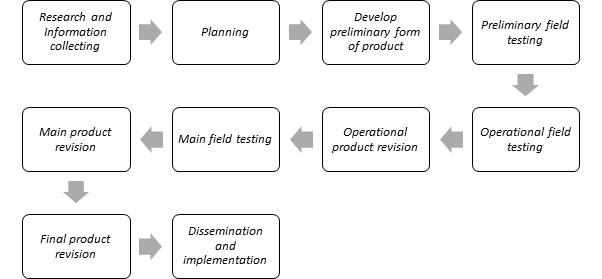 Research and
Information
collecting
Planning
Develop
preliminary form
of product
Preliminary field
testing
Operational field
testing
Operational
product revision
Main field testing
Main product
revision
Final product
revision
Dissemination
and
implementation